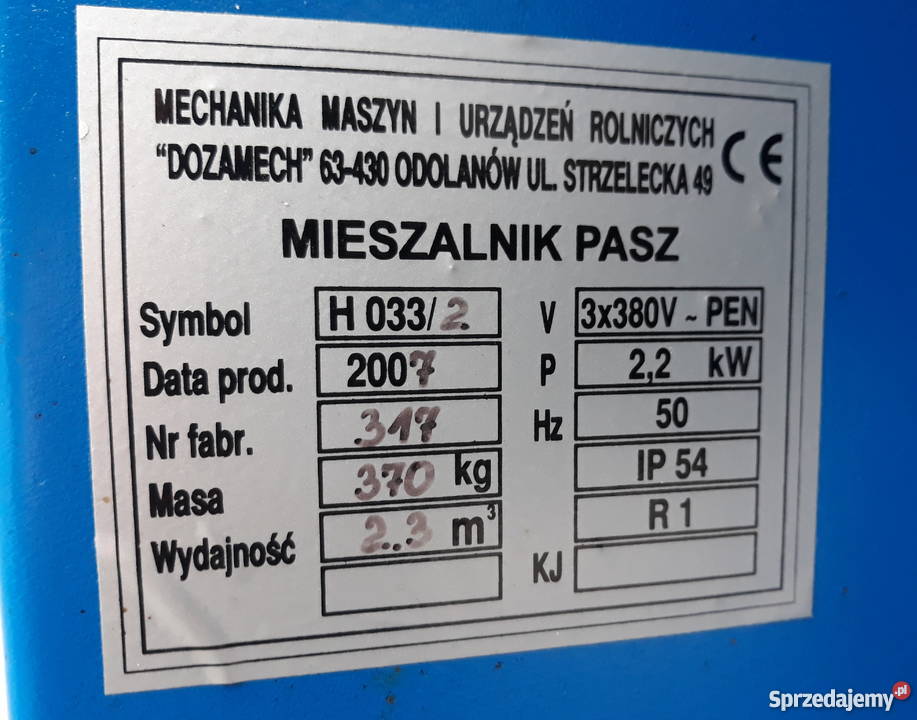 MECHANIKA MASZYN I URZĄDZEŃ ROLNICZYCH
"DOZAMECH" 63-430 ODOLANÓW UL. STRZELECKA 49
CE
MIESZALNIK PASZ
Symbol H 033/2. V 3x380V ~ PEN
Data prod. 2007 P 2,2 kW
Nr fabr. 317 Hz 50
Masa 370 kg IP 54
Wydajność 2..3 m³ R 1
KJ
Sprzedajemy.pl